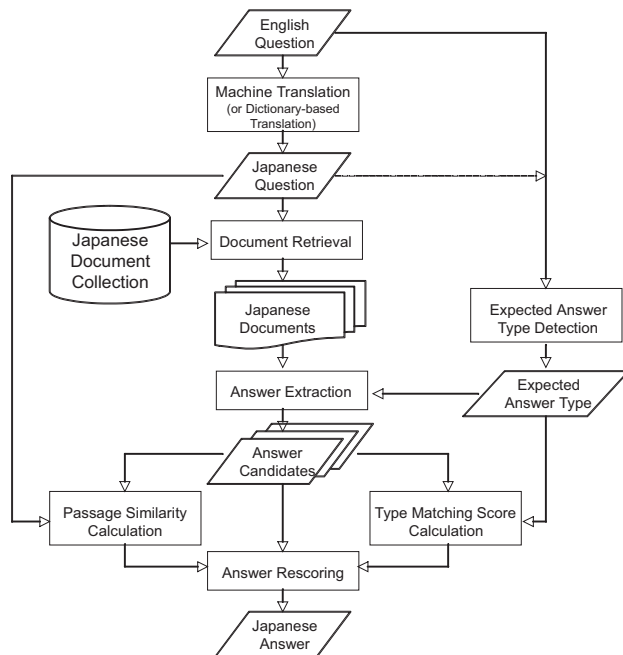 English
Question
Machine Translation
(or Dictionary-based
Translation)
Japanese
Question
Japanese
Document
Collection
Document Retrieval
Japanese
Documents
Expected Answer
Type Detection
Answer Extraction
Expected
Answer Type
Answer
Candidates
Passage Similarity
Calculation
Type Matching Score
Calculation
Answer Rescoring
Japanese
Answer